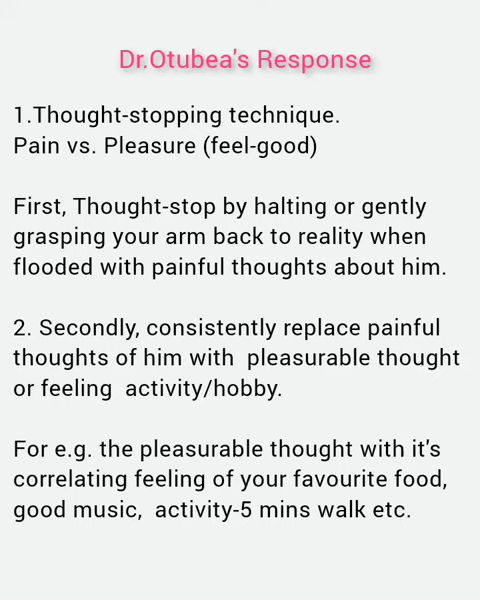 Dr.Otubea's Response
1.Thought-stopping technique.
Pain vs. Pleasure (feel-good)
First, Thought-stop by halting or gently
grasping your arm back to reality when
flooded with painful thoughts about him.
2. Secondly, consistently replace painful
thoughts of him with  pleasurable thought
or feeling  activity/hobby.
For e.g. the pleasurable thought with it's
correlating feeling of your favourite food,
good music,  activity-5 mins walk etc.